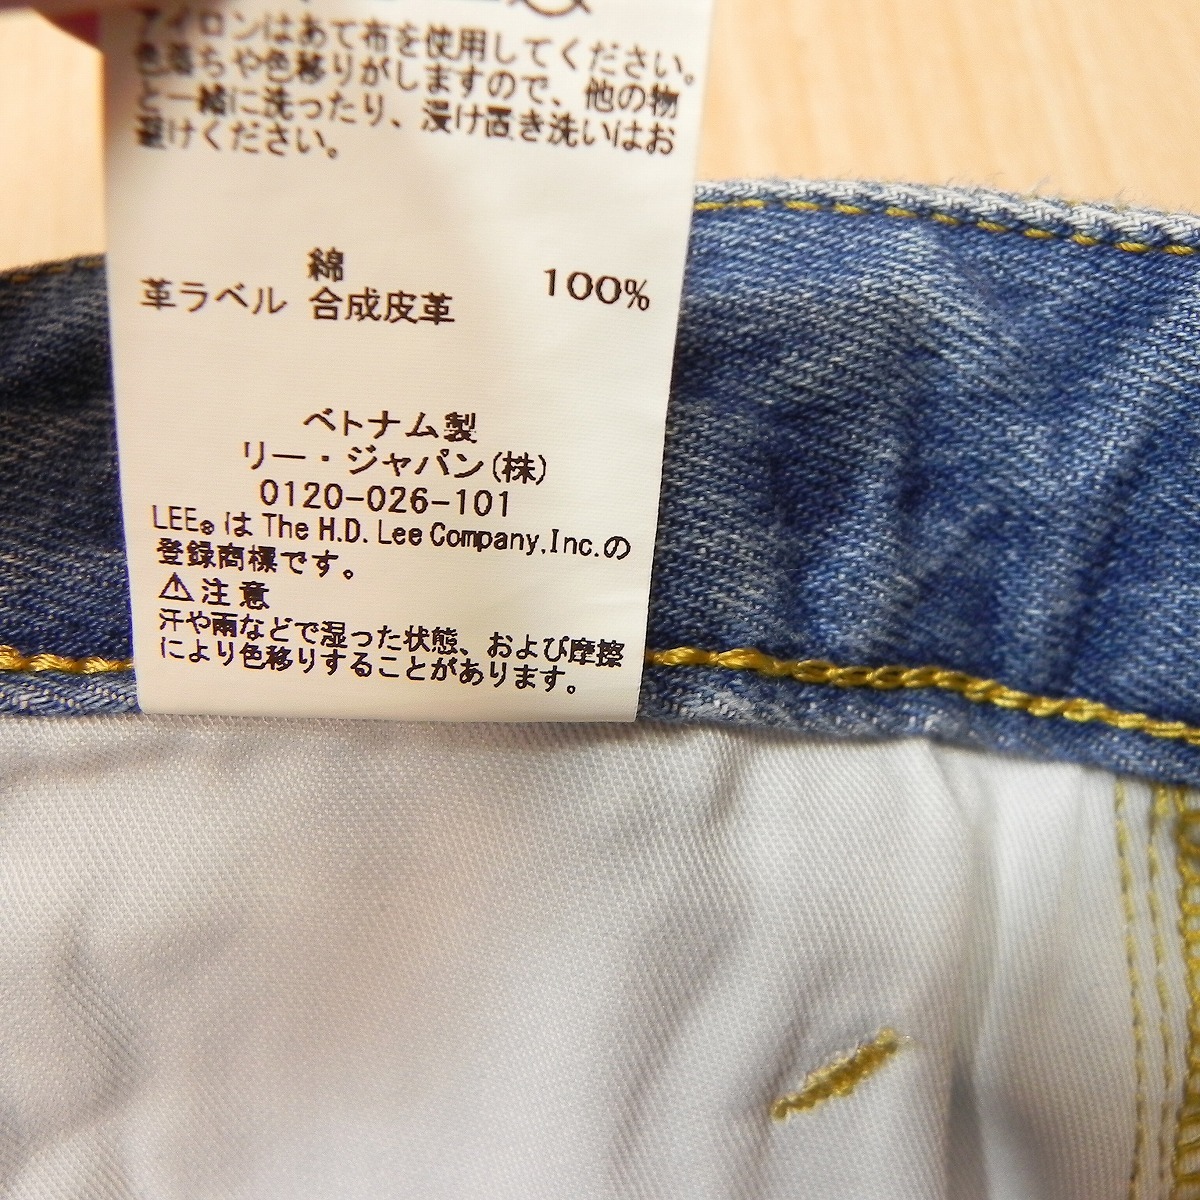 アイロンはあて布を使用してください。
色落ちや色移りがしますので、他の物
と一緒に洗ったり、浸け置き洗いはお
避けください。
綿 100%
革ラベル 合成皮革
ベトナム製
リー・ジャパン(株)
0120-026-101
LEE®は The H.D. Lee Company,Inc.の
登録商標です。
⚠注意
汗や雨などで湿った状態、および摩擦
により色移りすることがあります。